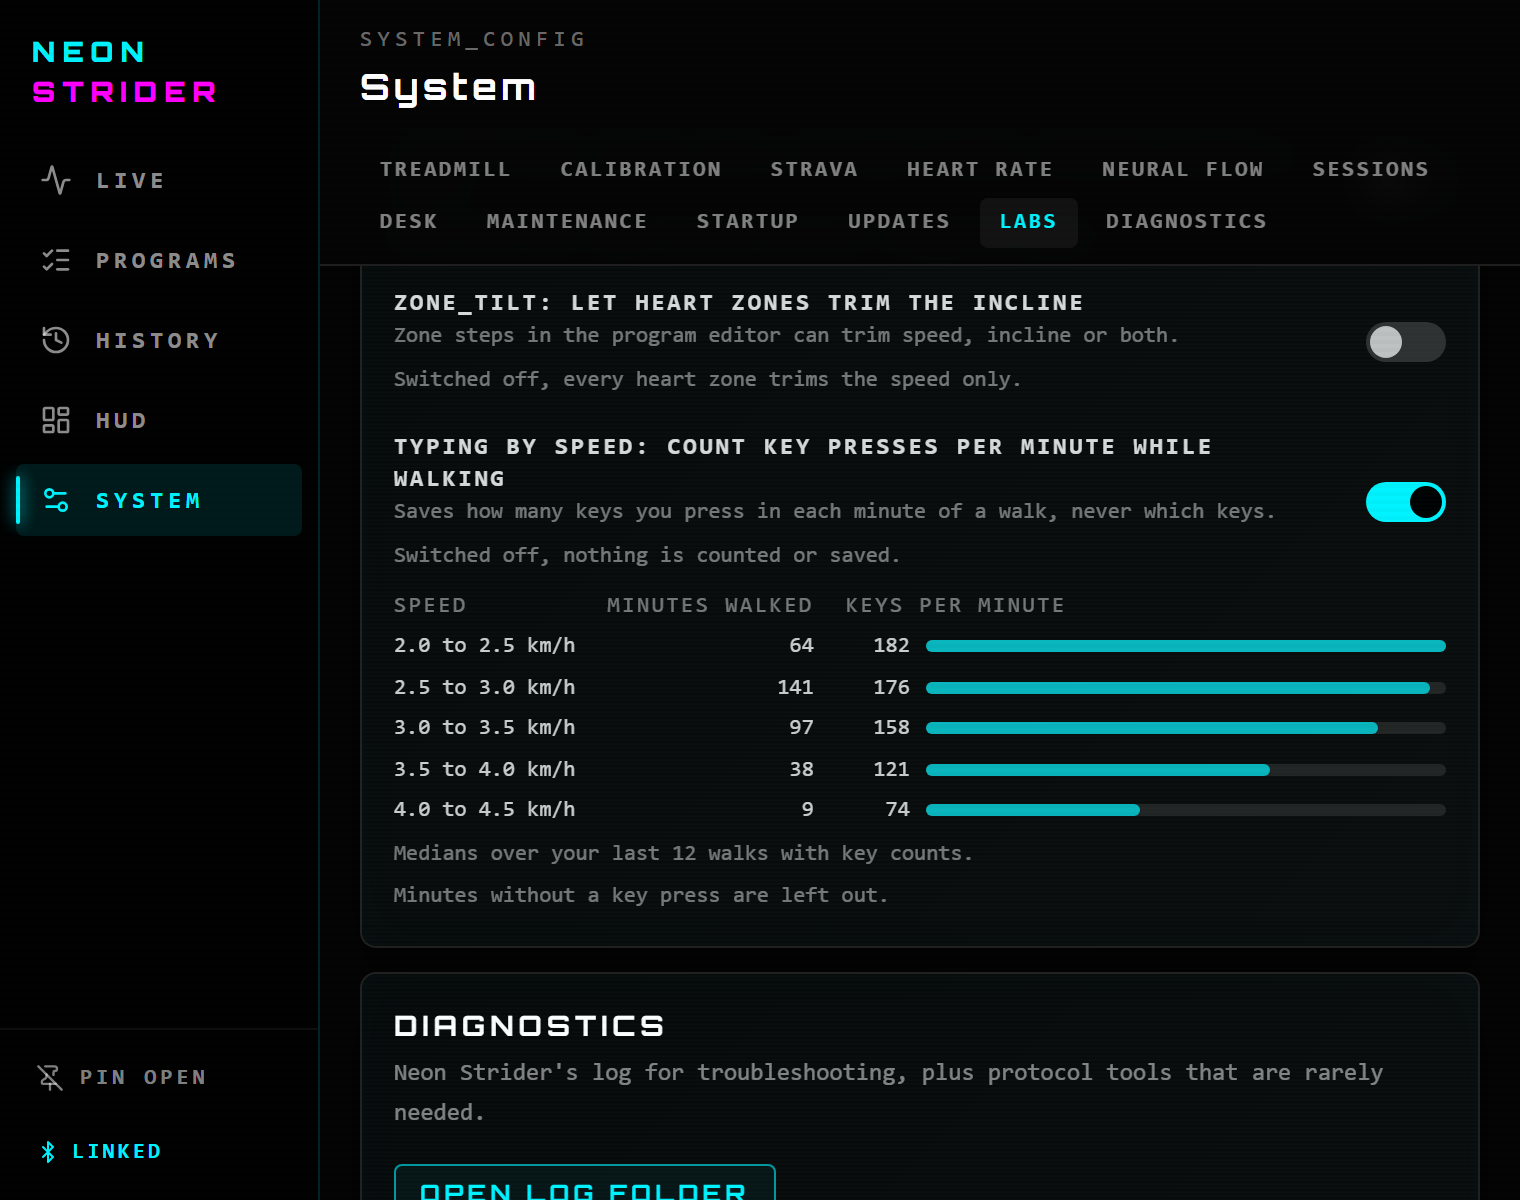 NEON
STRIDER
LIVE
PROGRAMS
HISTORY
HUD
SYSTEM
PIN OPEN
LINKED
SYSTEM_CONFIG
System
TREADMILL CALIBRATION STRAVA HEART RATE NEURAL FLOW SESSIONS
DESK MAINTENANCE STARTUP UPDATES LABS DIAGNOSTICS
ZONE_TILT: LET HEART ZONES TRIM THE INCLINE
Zone steps in the program editor can trim speed, incline or both.
Switched off, every heart zone trims the speed only.
TYPING BY SPEED: COUNT KEY PRESSES PER MINUTE WHILE
WALKING
Saves how many keys you press in each minute of a walk, never which keys.
Switched off, nothing is counted or saved.
SPEED MINUTES WALKED KEYS PER MINUTE
2.0 to 2.5 km/h 64 182
2.5 to 3.0 km/h 141 176
3.0 to 3.5 km/h 97 158
3.5 to 4.0 km/h 38 121
4.0 to 4.5 km/h 9 74
Medians over your last 12 walks with key counts.
Minutes without a key press are left out.
DIAGNOSTICS
Neon Strider's log for troubleshooting, plus protocol tools that are rarely
needed.
OPEN LOG FOLDER